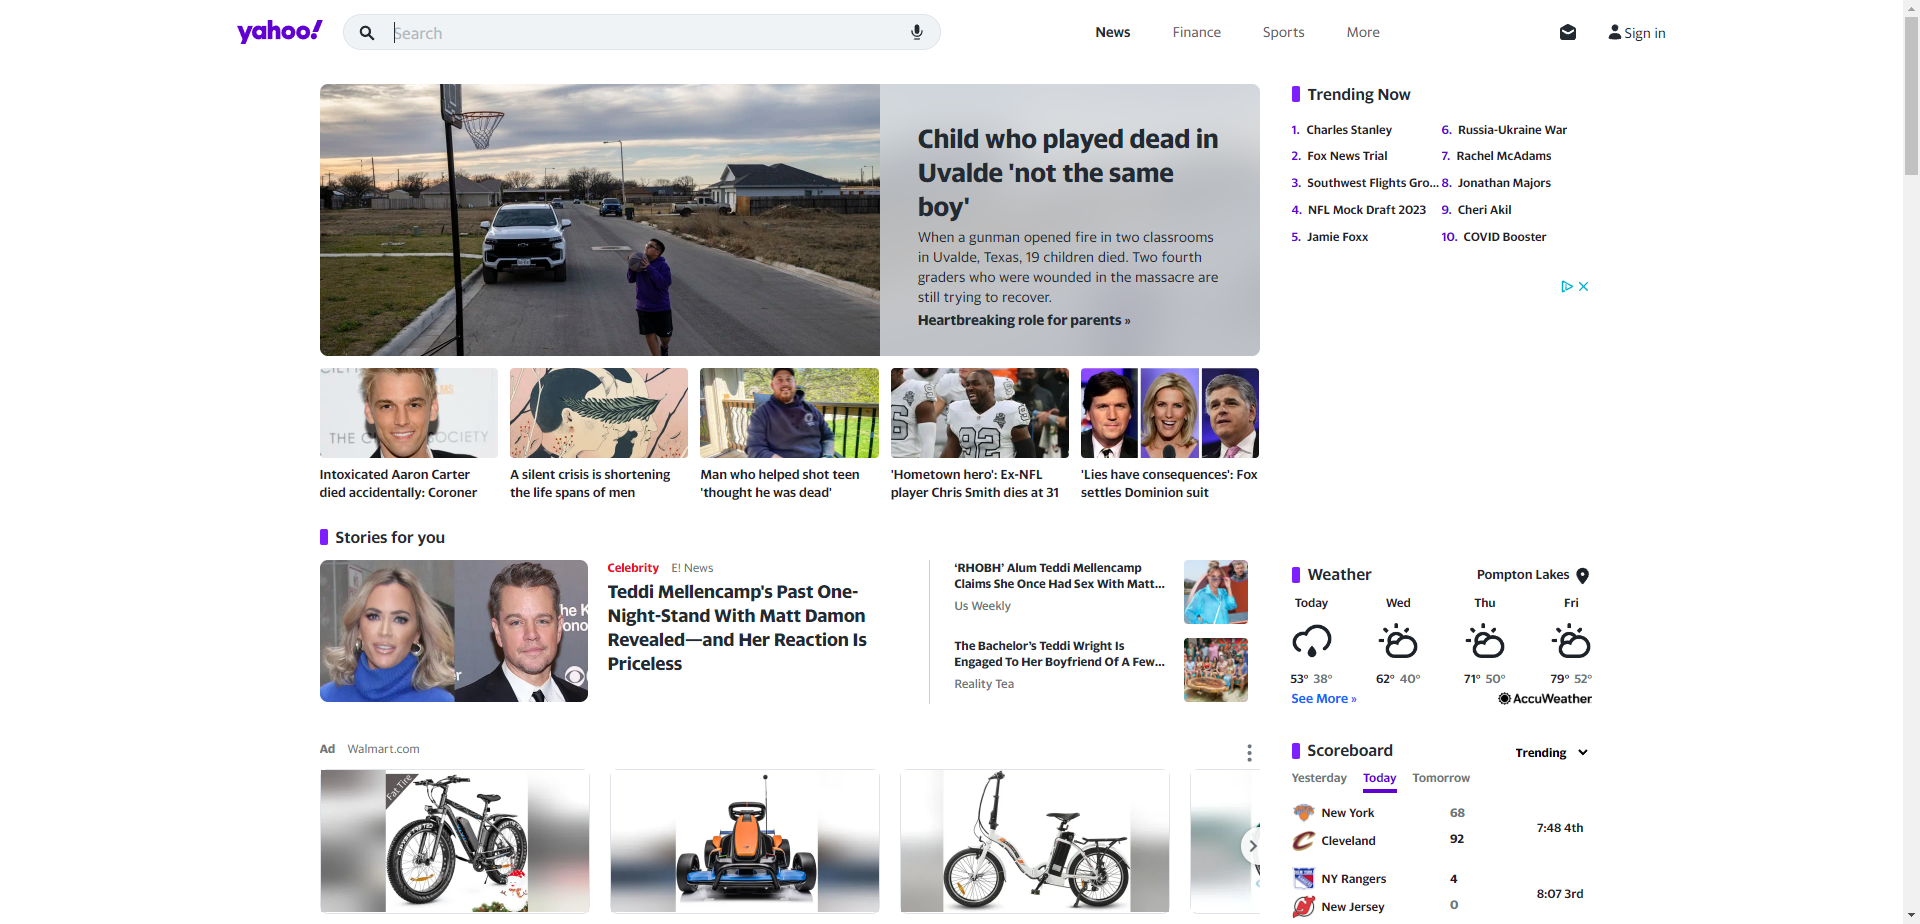 yahoo!
Search
News
Finance
Sports
More
Sign in
Child who played dead in
Uvalde 'not the same
boy'
When a gunman opened fire in two classrooms
in Uvalde, Texas, 19 children died. Two fourth
graders who were wounded in the massacre are
still trying to recover.
Heartbreaking role for parents »
Trending Now
1. Charles Stanley
2. Fox News Trial
3. Southwest Flights Gro...
4. NFL Mock Draft 2023
5. Jamie Foxx
6. Russia-Ukraine War
7. Rachel McAdams
8. Jonathan Majors
9. Cheri Akil
10. COVID Booster
Intoxicated Aaron Carter
died accidentally: Coroner
A silent crisis is shortening
the life spans of men
Man who helped shot teen
'thought he was dead'
92
'Hometown hero': Ex-NFL
player Chris Smith dies at 31
'Lies have consequences': Fox
settles Dominion suit
Stories for you
Celebrity
E! News
Teddi Mellencamp's Past One-
Night-Stand With Matt Damon
Revealed—and Her Reaction Is
Priceless
'RHOBH' Alum Teddi Mellencamp
Claims She Once Had Sex With Matt...
Us Weekly
The Bachelor's Teddi Wright Is
Engaged To Her Boyfriend Of A Few...
Reality Tea
Weather
Pompton Lakes
Today
Wed
Thu
Fri
53° 38°
62° 40°
71° 50°
79° 52°
See More »
AccuWeather
Ad
Walmart.com
Fat Tire
Scoreboard
Trending
Yesterday
Today
Tomorrow
New York 68
Cleveland 92
7:48 4th
NY Rangers 4
New Jersey 0
8:07 3rd